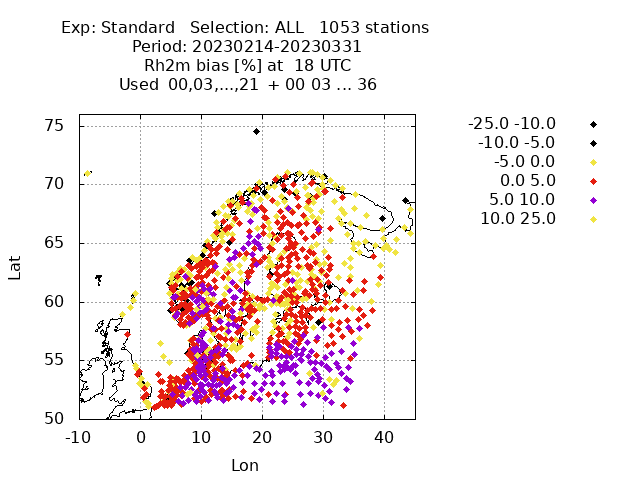 Exp: Standard   Selection: ALL   1053 stations
Period: 20230214-20230331
Rh2m bias [%] at  18 UTC
Used  00,03,...,21  + 00 03 ... 36
-25.0 -10.0
-10.0 -5.0
-5.0 0.0
0.0 5.0
5.0 10.0
10.0 25.0
75
70
65
60
55
50
Lat
-10 0 10 20 30 40
Lon